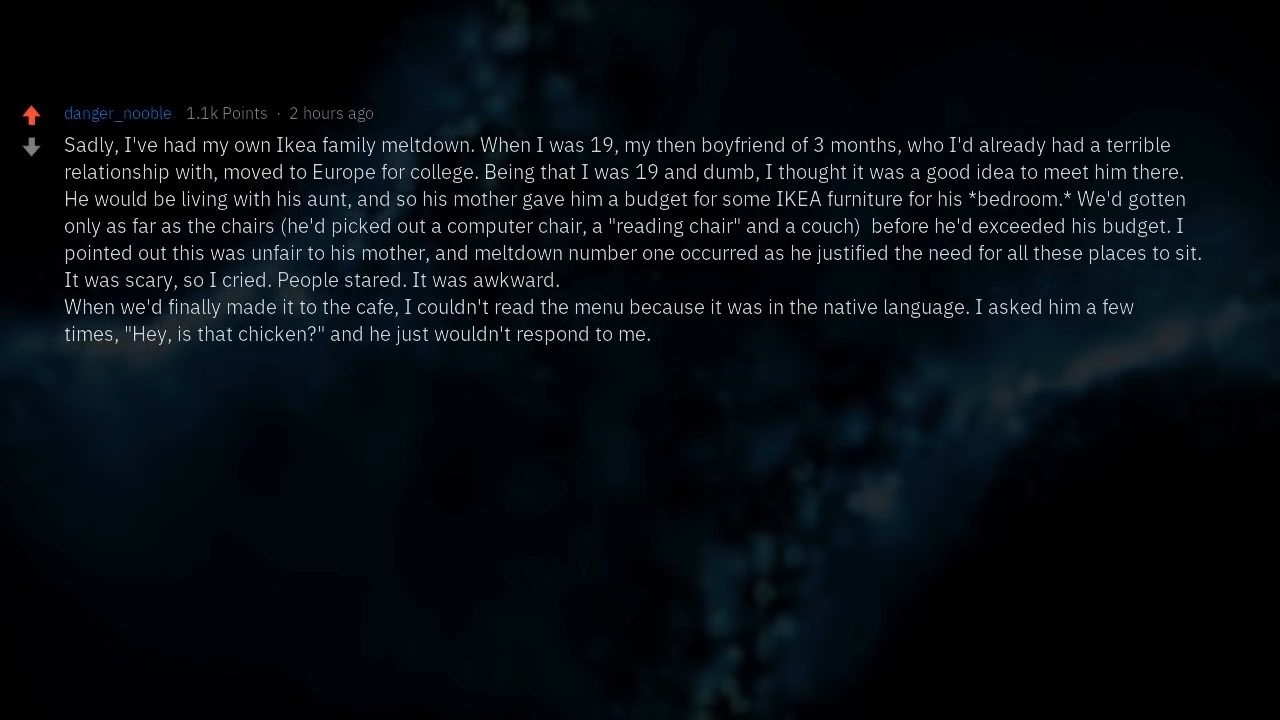 danger_nooble 1.1k Points · 2 hours ago
Sadly, I've had my own Ikea family meltdown. When I was 19, my then boyfriend of 3 months, who I'd already had a terrible
relationship with, moved to Europe for college. Being that I was 19 and dumb, I thought it was a good idea to meet him there.
He would be living with his aunt, and so his mother gave him a budget for some IKEA furniture for his *bedroom.* We'd gotten
only as far as the chairs (he'd picked out a computer chair, a "reading chair" and a couch)  before he'd exceeded his budget. I
pointed out this was unfair to his mother, and meltdown number one occurred as he justified the need for all these places to sit.
It was scary, so I cried. People stared. It was awkward.
When we'd finally made it to the cafe, I couldn't read the menu because it was in the native language. I asked him a few
times, "Hey, is that chicken?" and he just wouldn't respond to me.